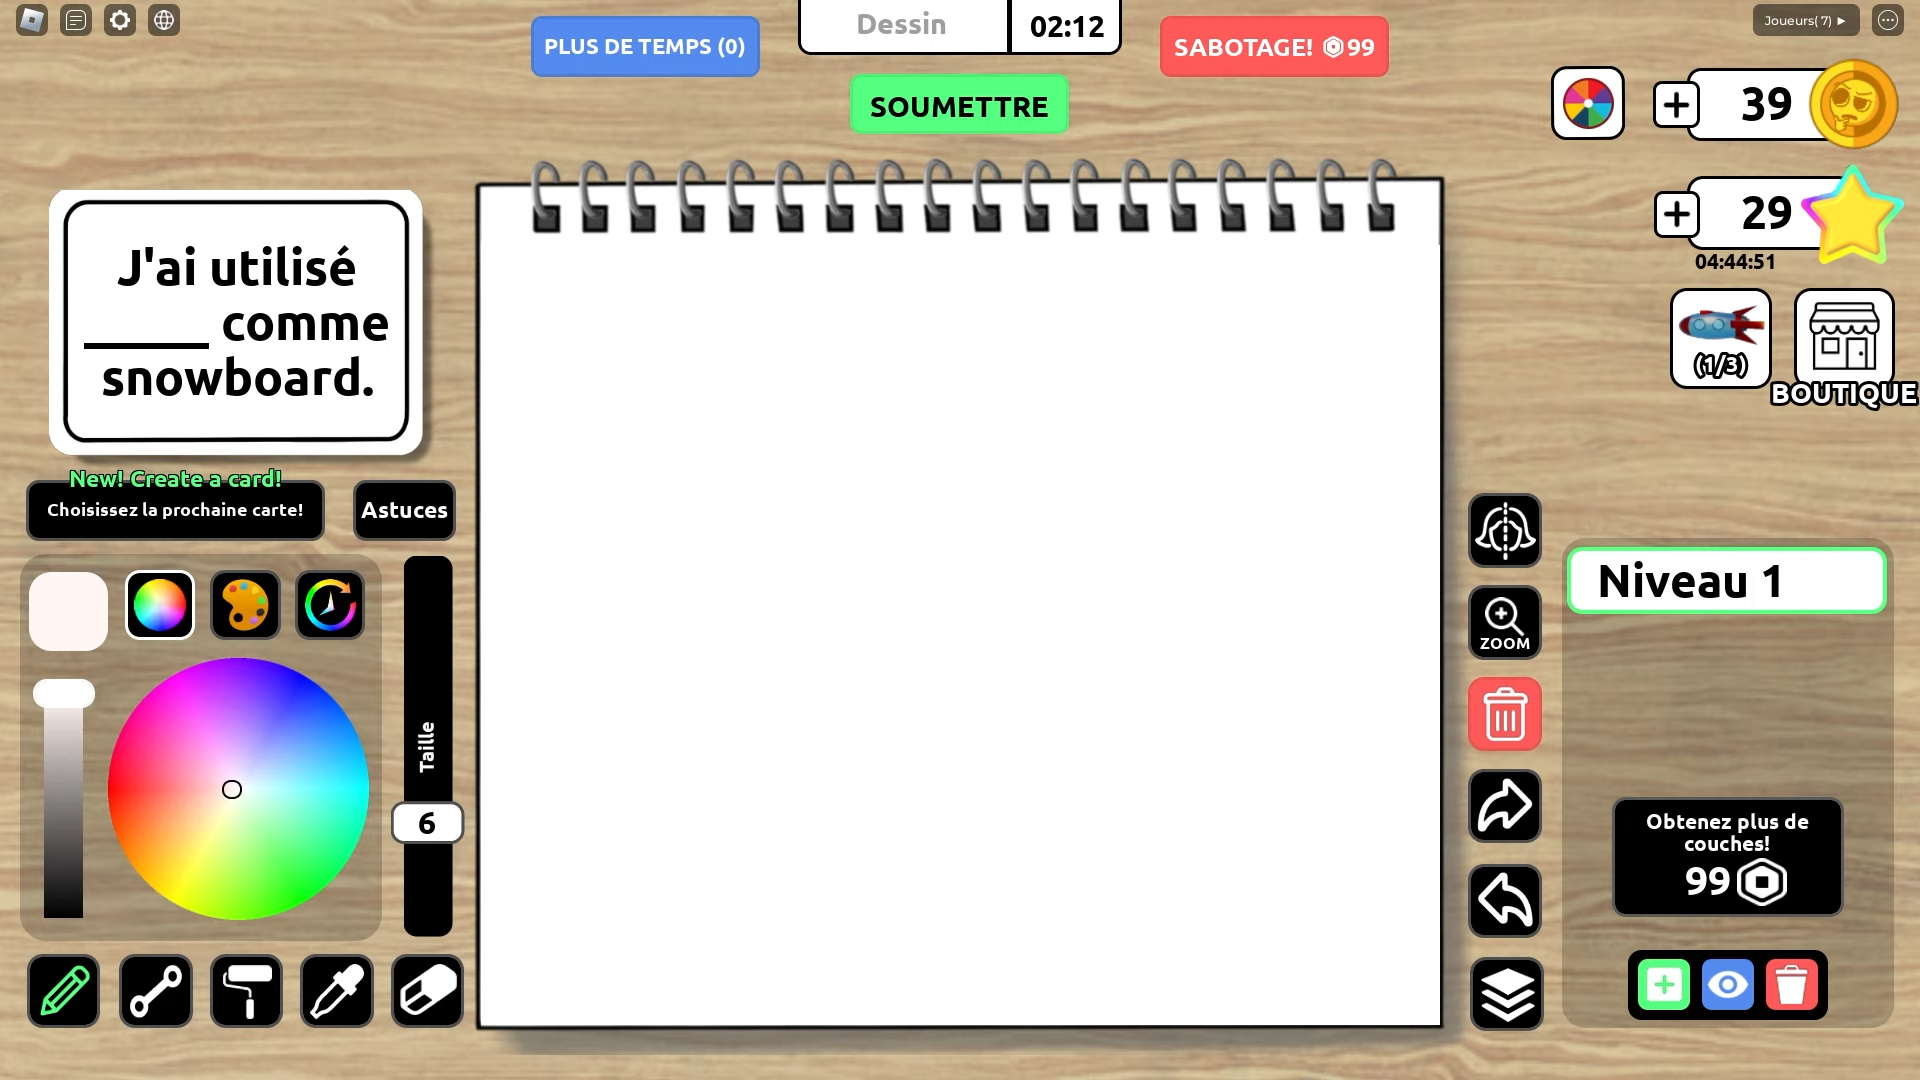 Joueurs( 7) ►
PLUS DE TEMPS (0)
Dessin
02:12
SABOTAGE! 99
SOUMETTRE
39
29
04:44:51
(1/3)
BOUTIQUE
J'ai utilisé
_____ comme
snowboard.
New! Create a card!
Choisissez la prochaine carte!
Astuces
Taille
6
ZOOM
Niveau 1
Obtenez plus de
couches!
99